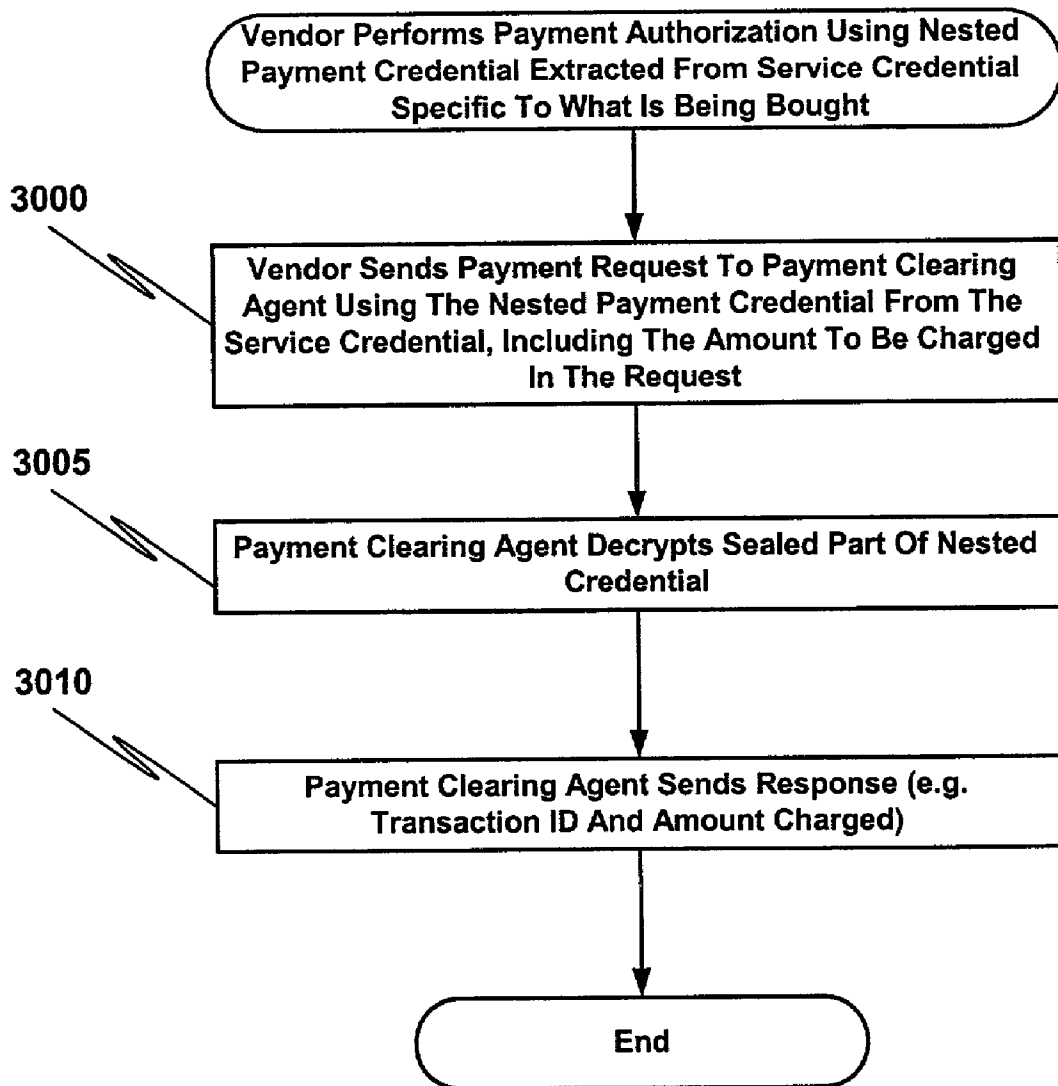 Vendor Performs Payment Authorization Using Nested
Payment Credential Extracted From Service Credential
Specific To What Is Being Bought
3000
Vendor Sends Payment Request To Payment Clearing
Agent Using The Nested Payment Credential From The
Service Credential, Including The Amount To Be Charged
In The Request
3005
Payment Clearing Agent Decrypts Sealed Part Of Nested
Credential
3010
Payment Clearing Agent Sends Response (e.g.
Transaction ID And Amount Charged)
End